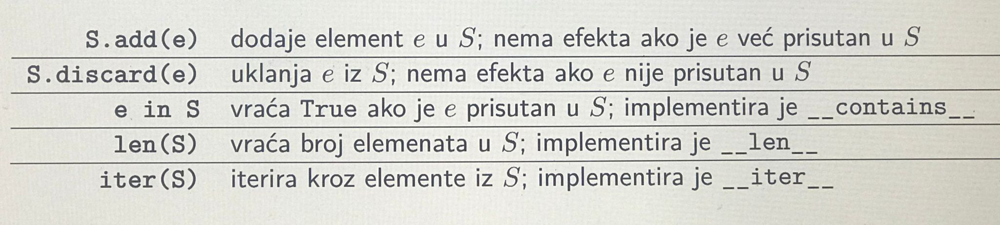 S.add(e) dodaje element e u S; nema efekta ako je e već prisutan u S
S.discard(e) uklanja e iz S; nema efekta ako e nije prisutan u S
e in S vraća True ako je e prisutan u S; implementira je __contains__
len(S) vraća broj elemenata u S; implementira je __len__
iter(S) iterira kroz elemente iz S; implementira je __iter__